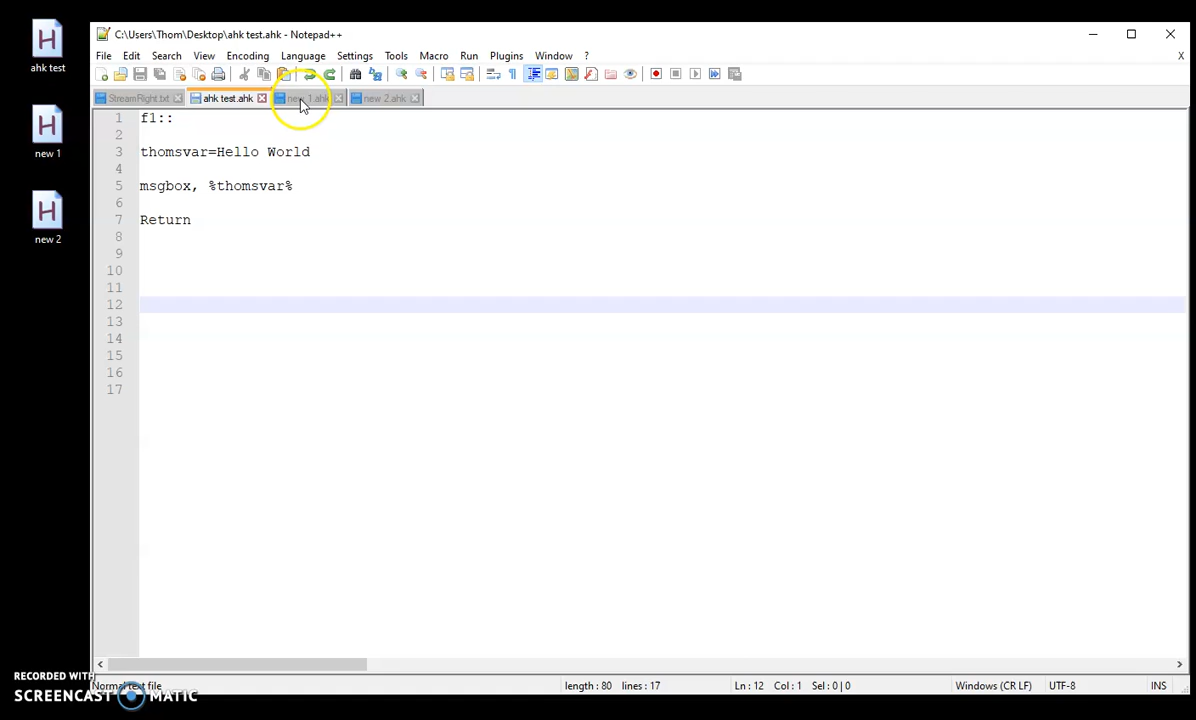 ahk test
new 1
new 2
C:\Users\Thom\Desktop\ahk test.ahk - Notepad++
File Edit Search View Encoding Language Settings Tools Macro Run Plugins Window ? X
StreamRight.txt ahk test.ahk new 1.ahk new 2.ahk
1 f1::
2
3 thomsvar=Hello World
4
5 msgbox, %thomsvar%
6
7 Return
8
9
10
11
12
13
14
15
16
17
Normal text file length : 80 lines : 17 Ln : 12 Col : 1 Sel : 0 | 0 Windows (CR LF) UTF-8 INS
RECORDED WITH
SCREENCAST MATIC